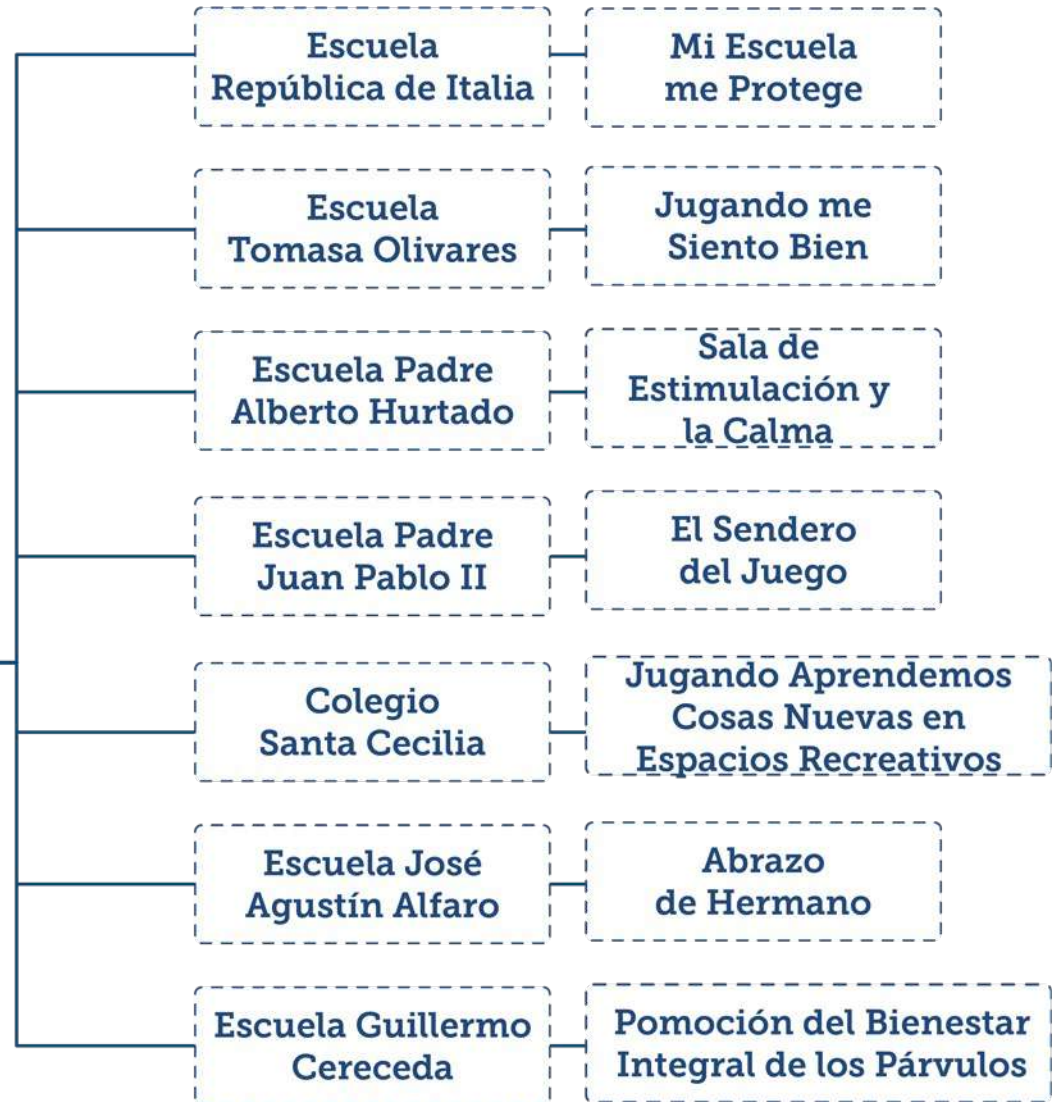 Escuela
República de Italia
Mi Escuela
me Protege
Escuela
Tomasa Olivares
Jugando me
Siento Bien
Escuela Padre
Alberto Hurtado
Sala de
Estimulación y
la Calma
Escuela Padre
Juan Pablo II
El Sendero
del Juego
Colegio
Santa Cecilia
Jugando Aprendemos
Cosas Nuevas en
Espacios Recreativos
Escuela José
Agustín Alfaro
Abrazo
de Hermano
Escuela Guillermo
Cereceda
Pomoción del Bienestar
Integral de los Párvulos